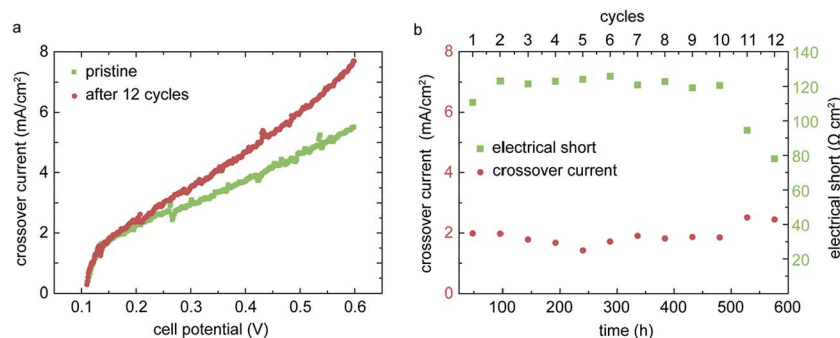 a
crossover current (mA/cm²)
8
6
4
2
0
pristine
after 12 cycles
0.1 0.2 0.3 0.4 0.5 0.6
cell potential (V)
b
cycles
1 2 3 4 5 6 7 8 9 10 11 12
crossover current (mA/cm²)
8
6
4
2
0
electrical short
crossover current
140
120
100
80
60
40
20
0
electrical short (Ω cm²)
100 200 300 400 500 600
time (h)